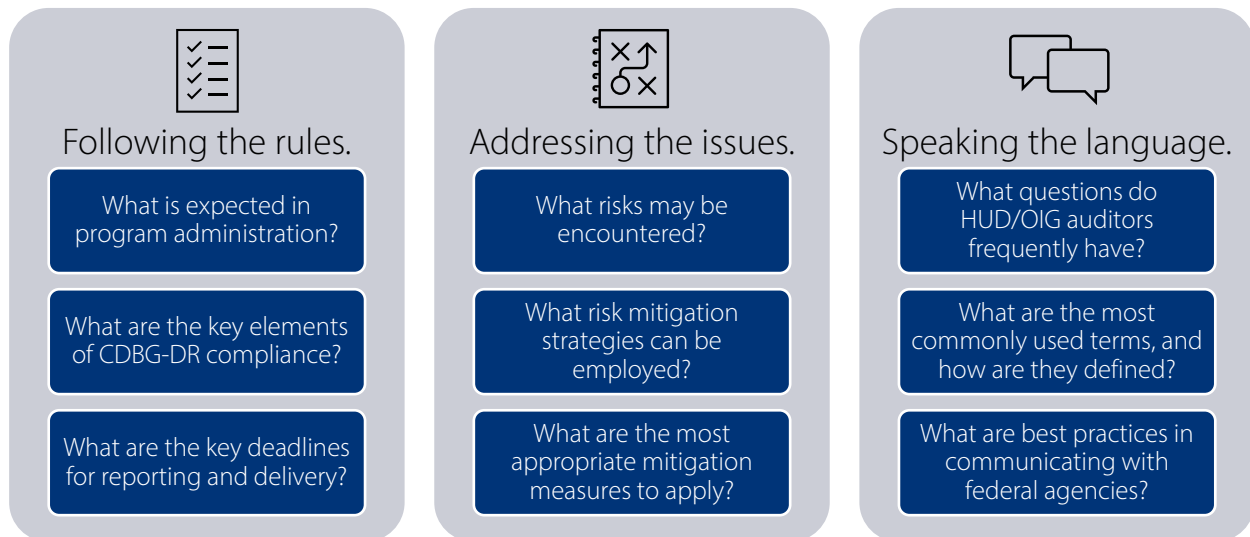 Following the rules.
What is expected in
program administration?
What are the key elements
of CDBG-DR compliance?
What are the key deadlines
for reporting and delivery?
Addressing the issues.
What risks may be
encountered?
What risk mitigation
strategies can be
employed?
What are the most
appropriate mitigation
measures to apply?
Speaking the language.
What questions do
HUD/OIG auditors
frequently have?
What are the most
commonly used terms, and
how are they defined?
What are best practices in
communicating with
federal agencies?